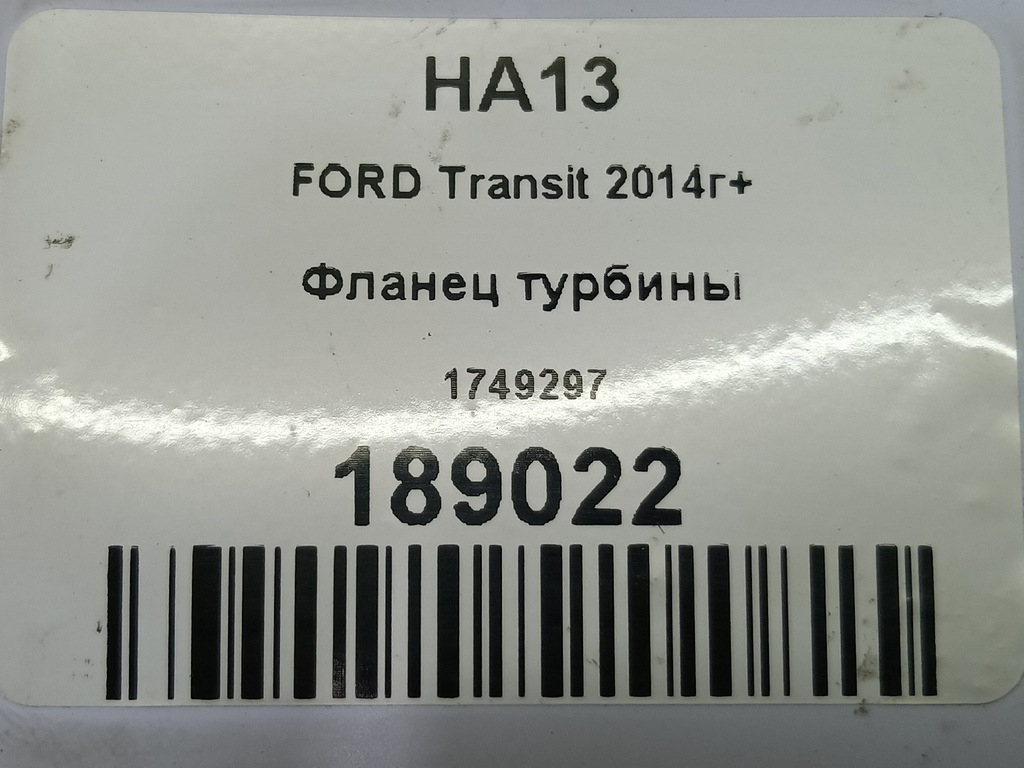 HA13
FORD Transit 2014г+
Фланец турбины
1749297
189022